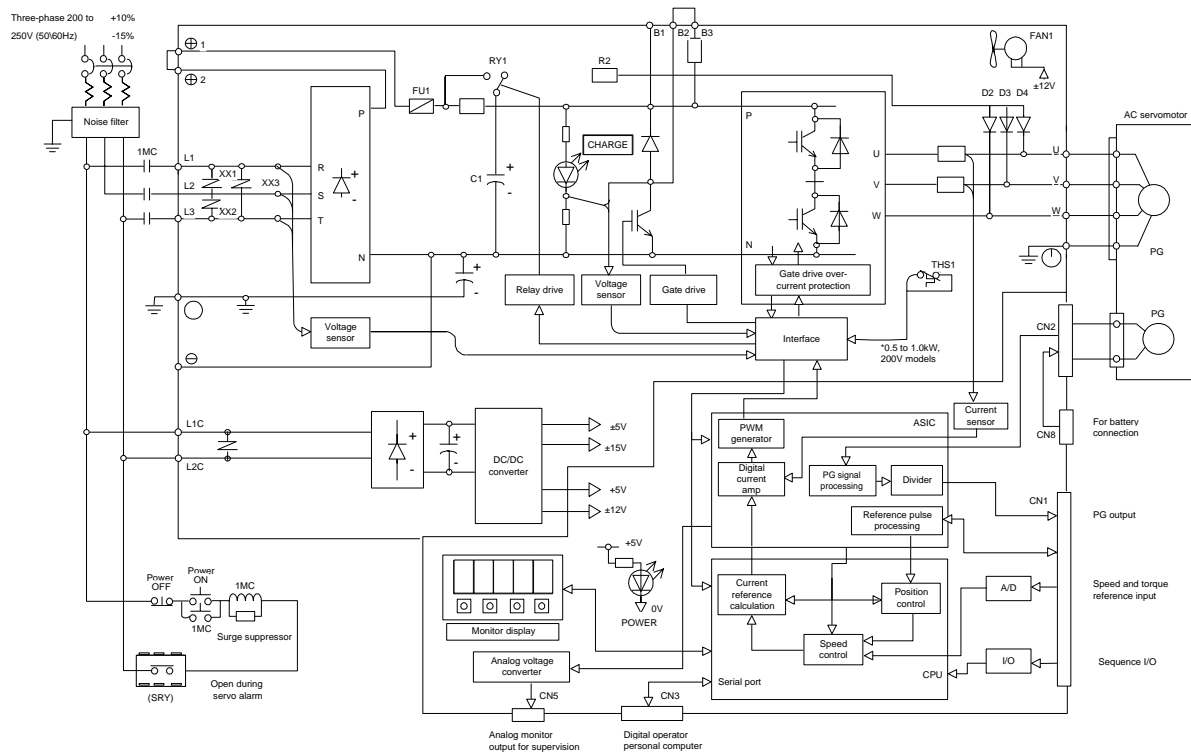 Three-phase 200 to
250V (50\60Hz)
+10%
-15%
Noise filter
1MC
L1
L2
L3
XX1
XX2
XX3
1
2
R
S
T
P
N
+
-
FU1
RY1
C1
+
-
+
-
CHARGE
B1
B2
B3
R2
P
N
U
V
W
D2 D3 D4
FAN1
±12V
AC servomotor
U
V
W
PG
PG
Relay drive
Voltage
sensor
Gate drive
Gate drive over-
current protection
THS1
Interface
*0.5 to 1.0kW,
200V models
Voltage
sensor
CN2
CN8
For battery
connection
L1C
L2C
+
-
+
-
DC/DC
converter
±5V
±15V
+5V
±12V
PWM
generator
ASIC
Current
sensor
Digital
current
amp
PG signal
processing
Divider
CN1
PG output
Reference pulse
processing
Current
reference
calculation
Position
control
Speed
control
A/D
Speed and torque
reference input
I/O
Sequence I/O
CPU
Serial port
+5V
0V
POWER
Monitor display
Analog voltage
converter
CN5
CN3
Analog monitor
output for supervision
Digital operator
personal computer
Power
OFF
Power
ON
1MC
1MC
Surge suppressor
(SRY)
Open during
servo alarm